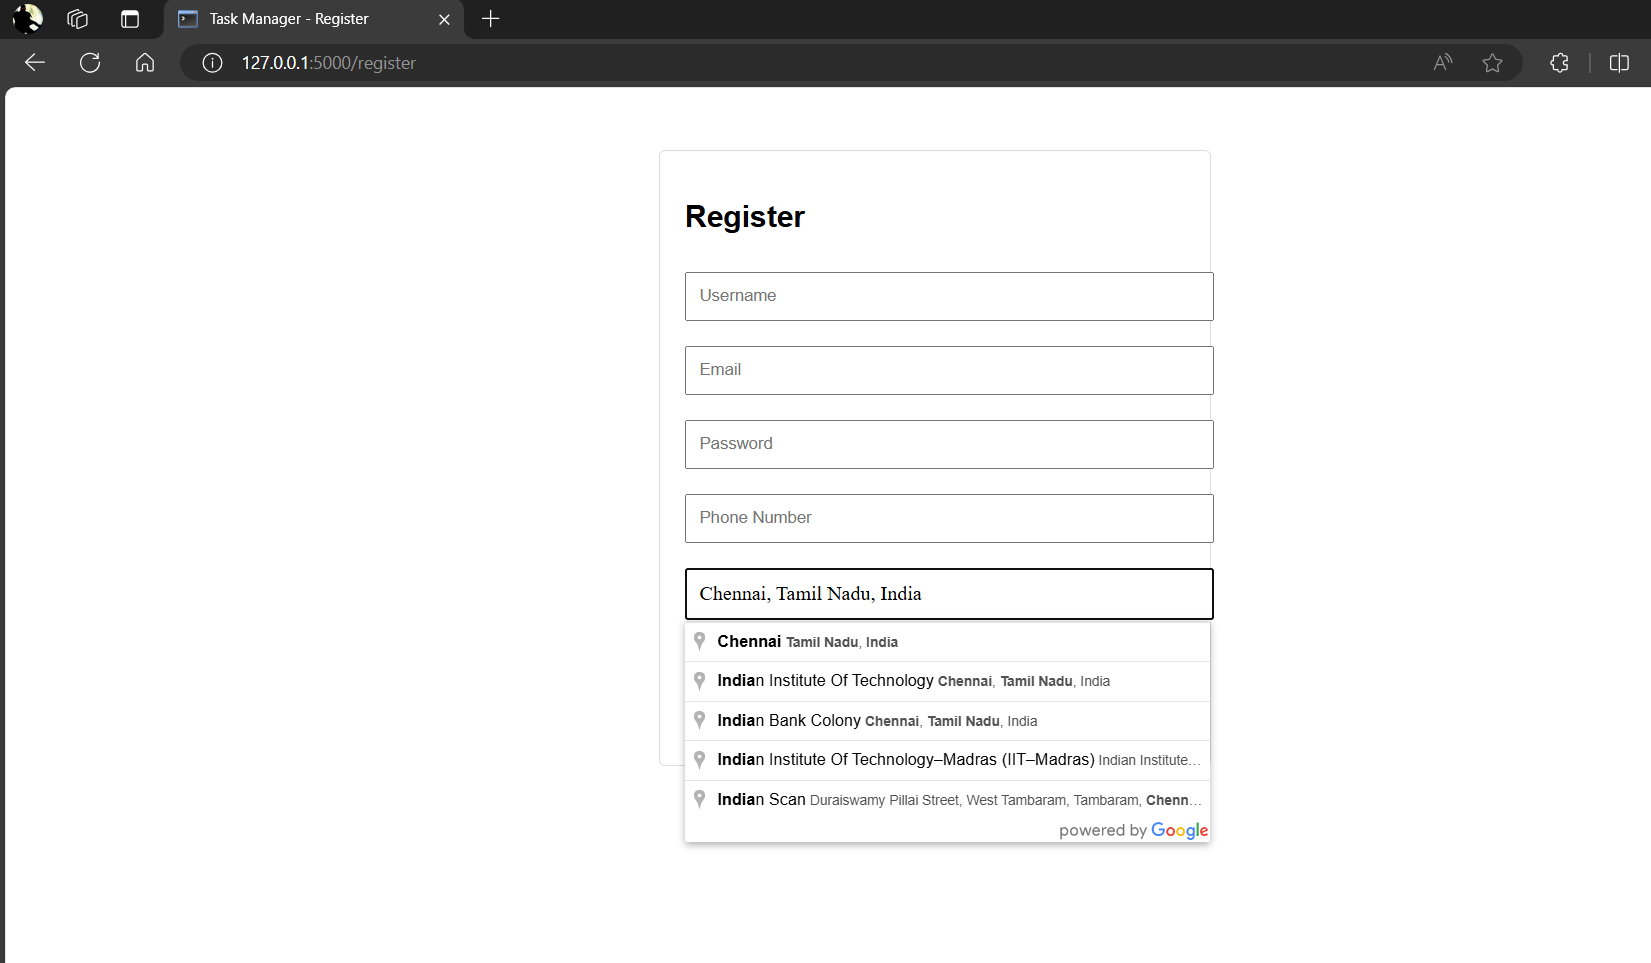 Task Manager - Register
127.0.0.1:5000/register
Register
Username
Email
Password
Phone Number
Chennai, Tamil Nadu, India
Chennai Tamil Nadu, India
Indian Institute Of Technology Chennai, Tamil Nadu, India
Indian Bank Colony Chennai, Tamil Nadu, India
Indian Institute Of Technology–Madras (IIT–Madras) Indian Institute...
Indian Scan Duraiswamy Pillai Street, West Tambaram, Tambaram, Chenn...
powered by Google